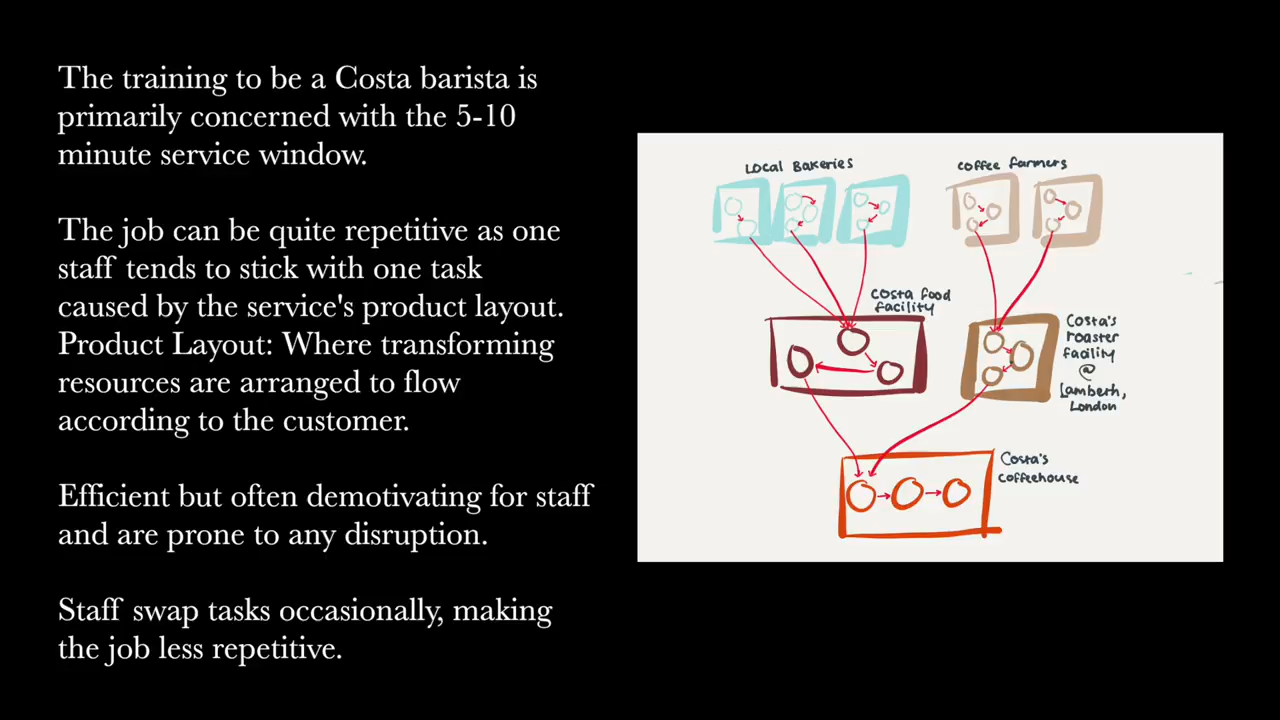 The training to be a Costa barista is
primarily concerned with the 5-10
minute service window.
The job can be quite repetitive as one
staff tends to stick with one task
caused by the service's product layout.
Product Layout: Where transforming
resources are arranged to flow
according to the customer.
Efficient but often demotivating for staff
and are prone to any disruption.
Staff swap tasks occasionally, making
the job less repetitive.
Local Bakeries
coffee farmers
costa food
facility
Costa's
roaster
facility
@
Lamberh,
London
Costa's
coffeehouse